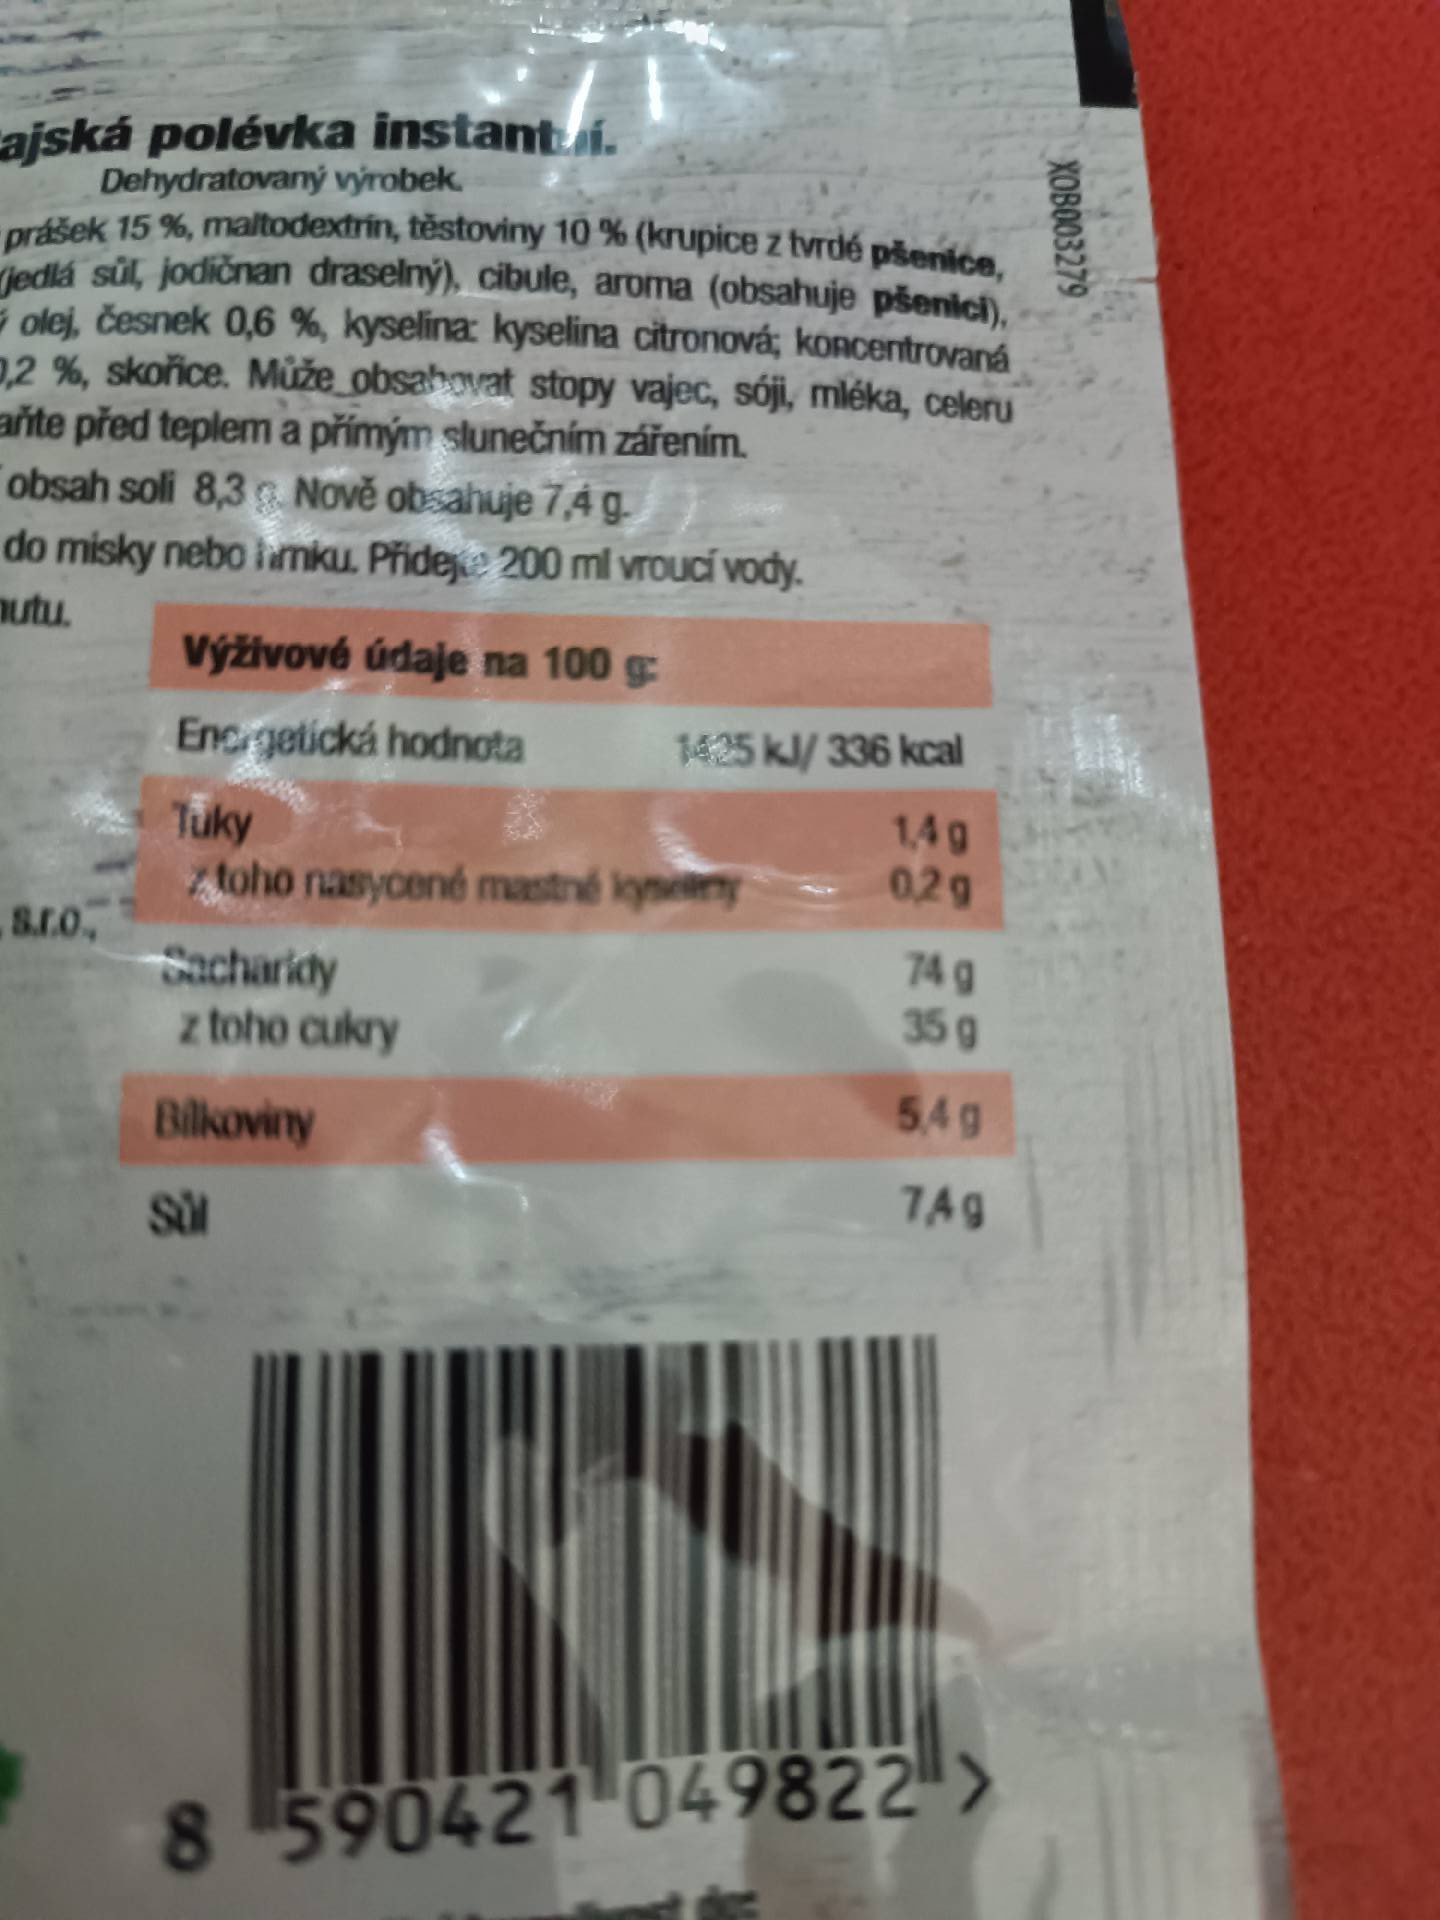 ajská polévka instantní.
Dehydratovaný výrobek.
prášek 15 %, maltodextrin, těstoviny 10 % (krupice z tvrdé pšenice,
(jedlá sůl, jodičnan draselný), cibule, aroma (obsahuje pšenici),
olej, česnek 0,6 %, kyselina: kyselina citronová; koncentrovaná
0,2 %, skořice. Může obsahovat stopy vajec, sóji, mléka, celeru
aňte před teplem a přímým slunečním zářením.
obsah soli 8,3 g. Nově obsahuje 7,4 g.
do misky nebo hrnku. Přidejte 200 ml vroucí vody.
nutu.
XOB003279
Výživové údaje na 100 g:
Energetická hodnota 1425 kJ/ 336 kcal
Tuky 1,4 g
z toho nasycené mastné kyseliny 0,2 g
s.r.o.,
Sacharidy 74 g
z toho cukry 35 g
Bílkoviny 5,4 g
Sůl 7,4 g
8 590421 049822 >